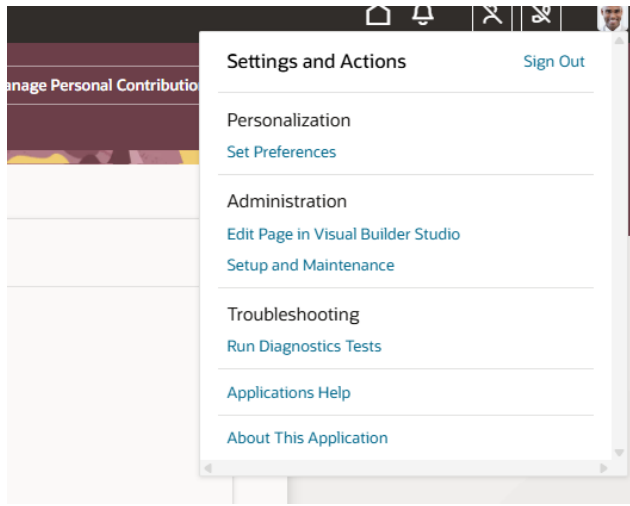 anage Personal Contributio
Settings and Actions
Sign Out
Personalization
Set Preferences
Administration
Edit Page in Visual Builder Studio
Setup and Maintenance
Troubleshooting
Run Diagnostics Tests
Applications Help
About This Application